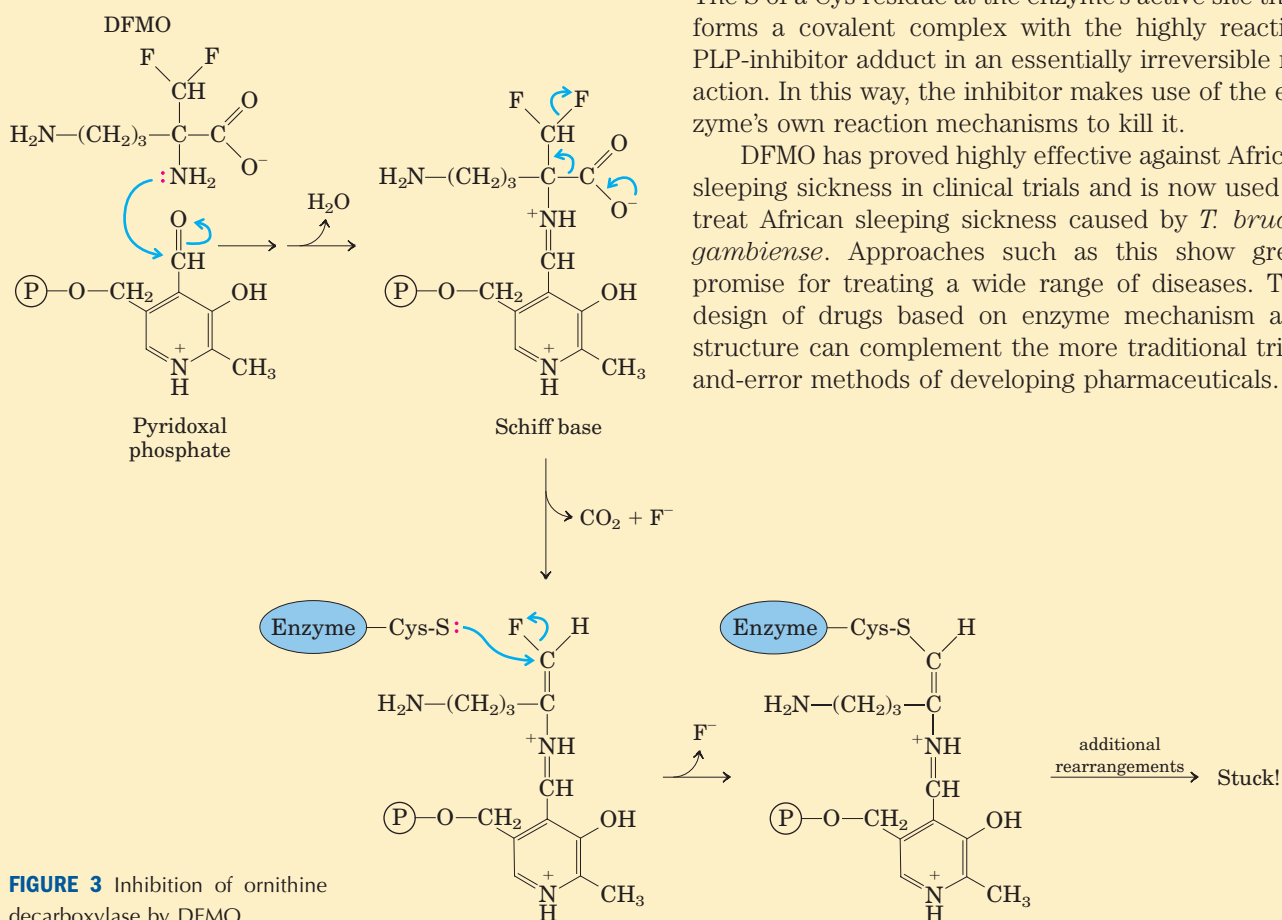 DFMO
F F
CH
O
H₂N—(CH₂)₃—C—C
O⁻
:NH₂
O
CH
P—O—CH₂
OH
+
N
H
CH₃
Pyridoxal
phosphate
H₂O
F F
CH
O
H₂N—(CH₂)₃—C—C
O⁻
+NH
CH
P—O—CH₂
OH
+
N
H
CH₃
Schiff base
forms a covalent complex with the highly
PLP-inhibitor adduct in an essentially irreversible
action. In this way, the inhibitor makes use of the
zyme's own reaction mechanisms to kill it.
DFMO has proved highly effective against
sleeping sickness in clinical trials and is now used
treat African sleeping sickness caused by T.
gambiense. Approaches such as this show
promise for treating a wide range of diseases.
design of drugs based on enzyme mechanism
structure can complement the more traditional
and-error methods of developing pharmaceuticals.
CO₂ + F⁻
Enzyme—Cys-S:
F H
C
H₂N—(CH₂)₃—C
+NH
CH
P—O—CH₂
OH
+
N
H
CH₃
F⁻
Enzyme—Cys-S
H
C
H₂N—(CH₂)₃—C
+NH
CH
P—O—CH₂
OH
+
N
H
CH₃
additional
rearrangements
Stuck!
FIGURE 3 Inhibition of ornithine
decarboxylase by DFMO